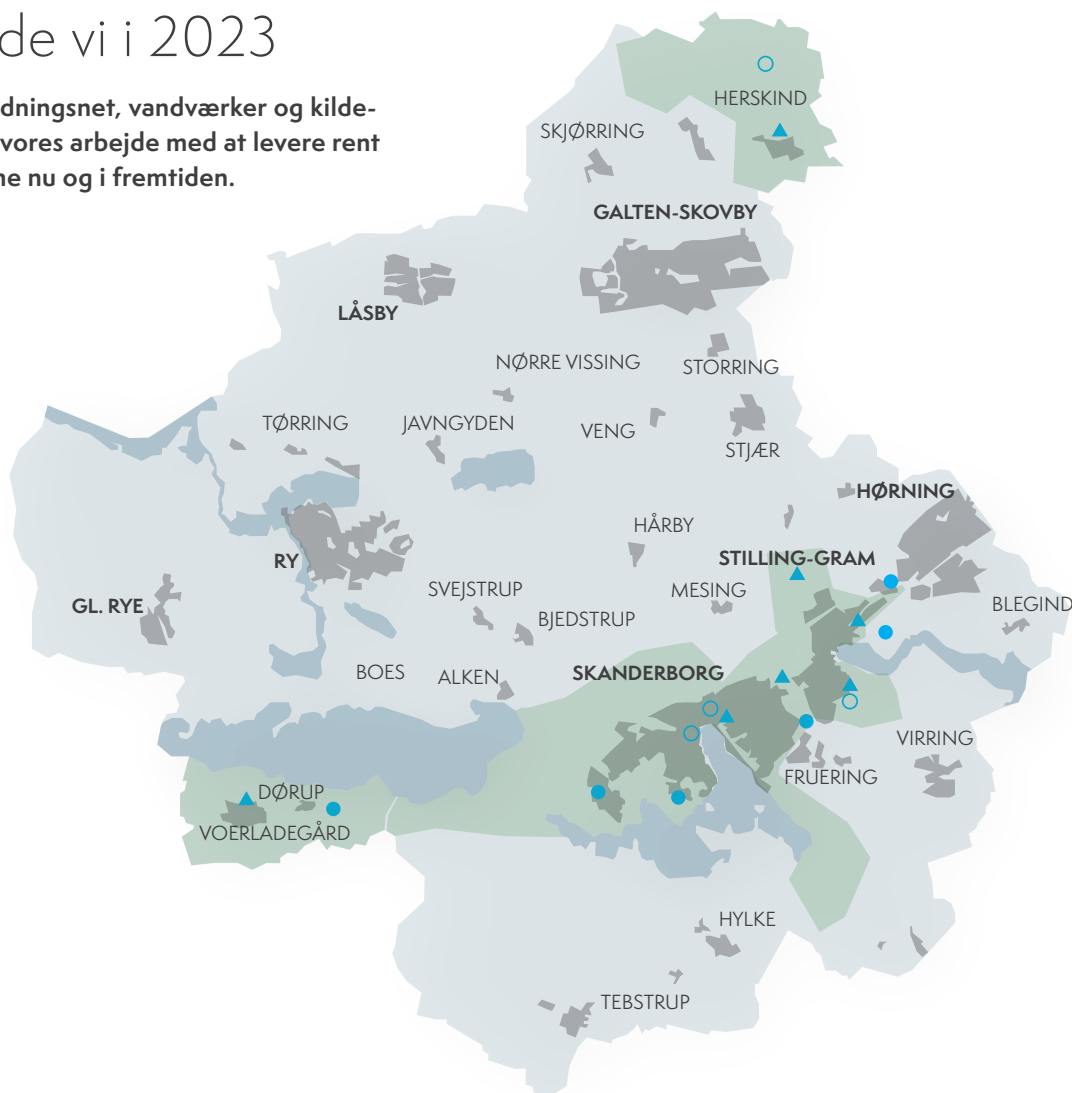 de vi i 2023
dningsnet, vandværker og kilde-
vores arbejde med at levere rent
ne nu og i fremtiden.
HERSKIND
SKJØRRING
GALTEN-SKOVBY
LÅSBY
NØRRE VISSING
STORRING
TØRRING
JAVNGYDEN
VENG
STJÆR
HØRNING
HÅRBY
STILLING-GRAM
RY
SVEJSTRUP
MESING
GL. RYE
BJEDSTRUP
BLEGIND
BOES
ALKEN
SKANDERBORG
VIRRING
FRUERING
DØRUP
VOERLADEGÅRD
HYLKE
TEBSTRUP